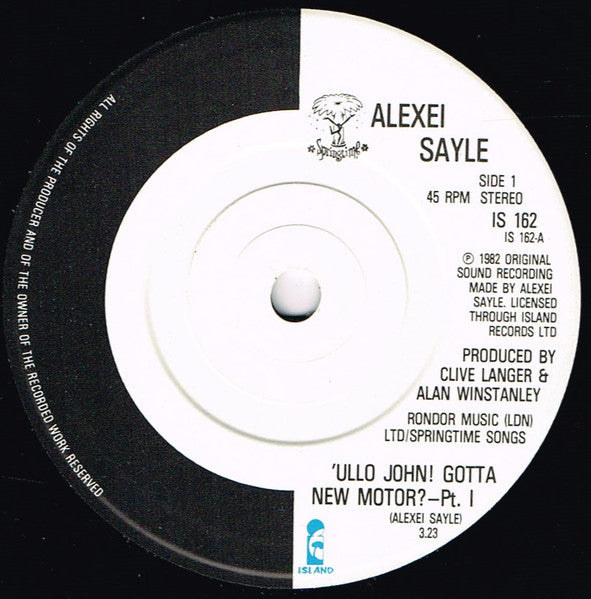 ALEXEI
SAYLE
Springtime
SIDE 1
45 RPM STEREO
IS 162
IS 162-A
℗ 1982 ORIGINAL
SOUND RECORDING
MADE BY ALEXEI
SAYLE. LICENSED
THROUGH ISLAND
RECORDS LTD
PRODUCED BY
CLIVE LANGER &
ALAN WINSTANLEY
RONDOR MUSIC (LDN)
LTD/SPRINGTIME SONGS
'ULLO JOHN! GOTTA
NEW MOTOR?–Pt. I
(ALEXEI SAYLE)
3.23
ISLAND
ALL RIGHTS OF THE PRODUCER AND OF THE OWNER OF THE RECORDED WORK RESERVED